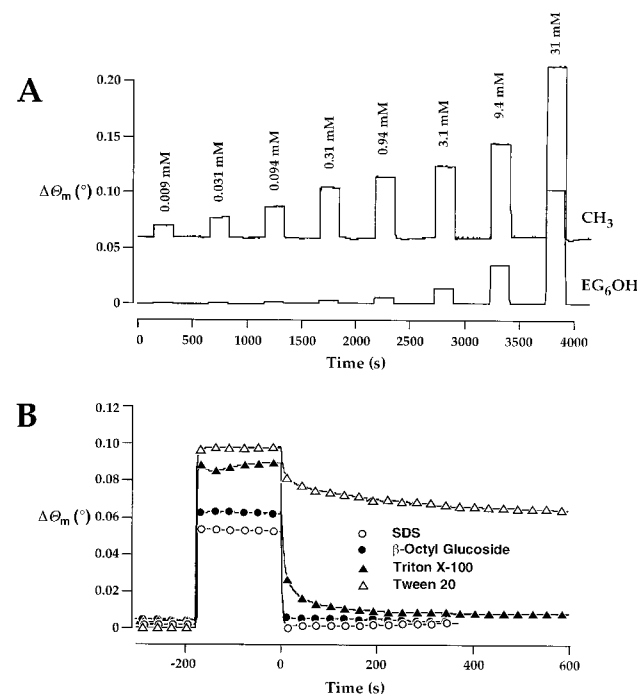 A
0.009 mM
0.031 mM
0.094 mM
0.31 mM
0.94 mM
3.1 mM
9.4 mM
31 mM
0.20
0.15
0.10
0.05
0
ΔΘm (°)
CH3
EG6OH
0 500 1000 1500 2000 2500 3000 3500 4000
Time (s)
B
0.12
0.10
0.08
0.06
0.04
0.02
0
ΔΘm (°)
SDS
β-Octyl Glucoside
Triton X-100
Tween 20
-200 0 200 400 600
Time (s)